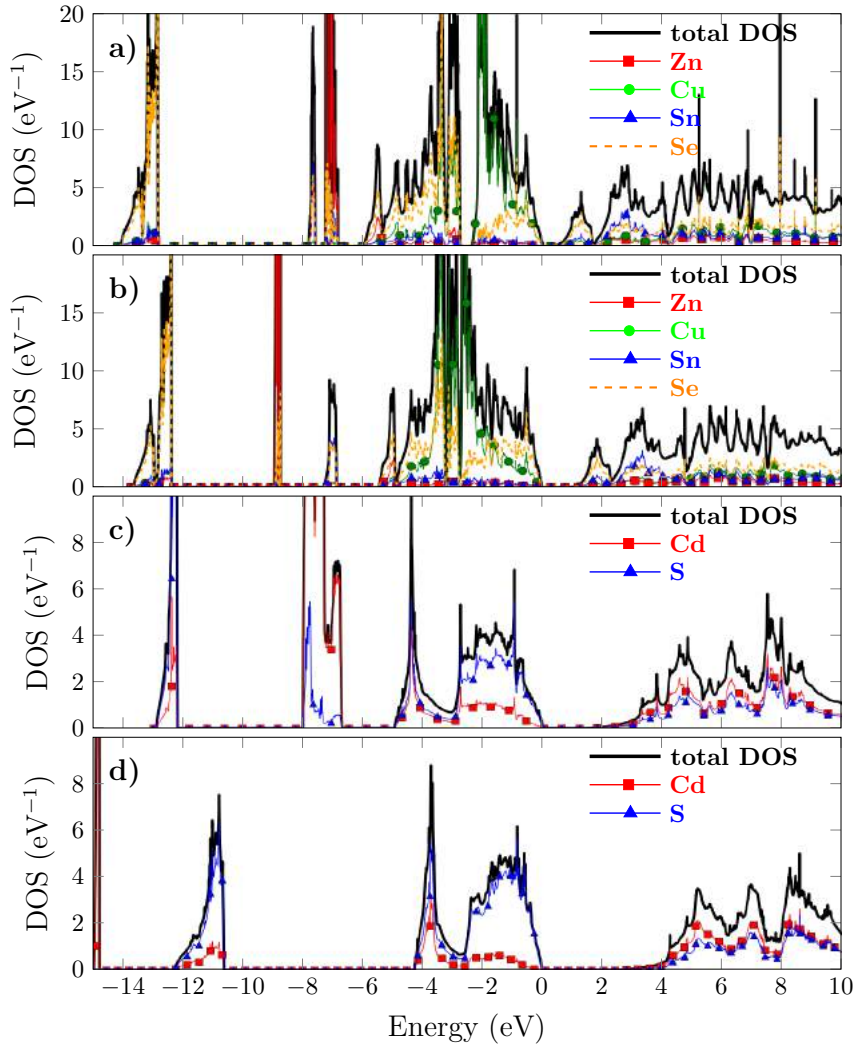 20
15
10
5
0
DOS (eV⁻¹)
a)
total DOS
Zn
Cu
Sn
Se
15
10
5
0
DOS (eV⁻¹)
b)
total DOS
Zn
Cu
Sn
Se
8
6
4
2
0
DOS (eV⁻¹)
c)
total DOS
Cd
S
8
6
4
2
0
DOS (eV⁻¹)
d)
total DOS
Cd
S
−14 −12 −10 −8 −6 −4 −2 0 2 4 6 8 10
Energy (eV)